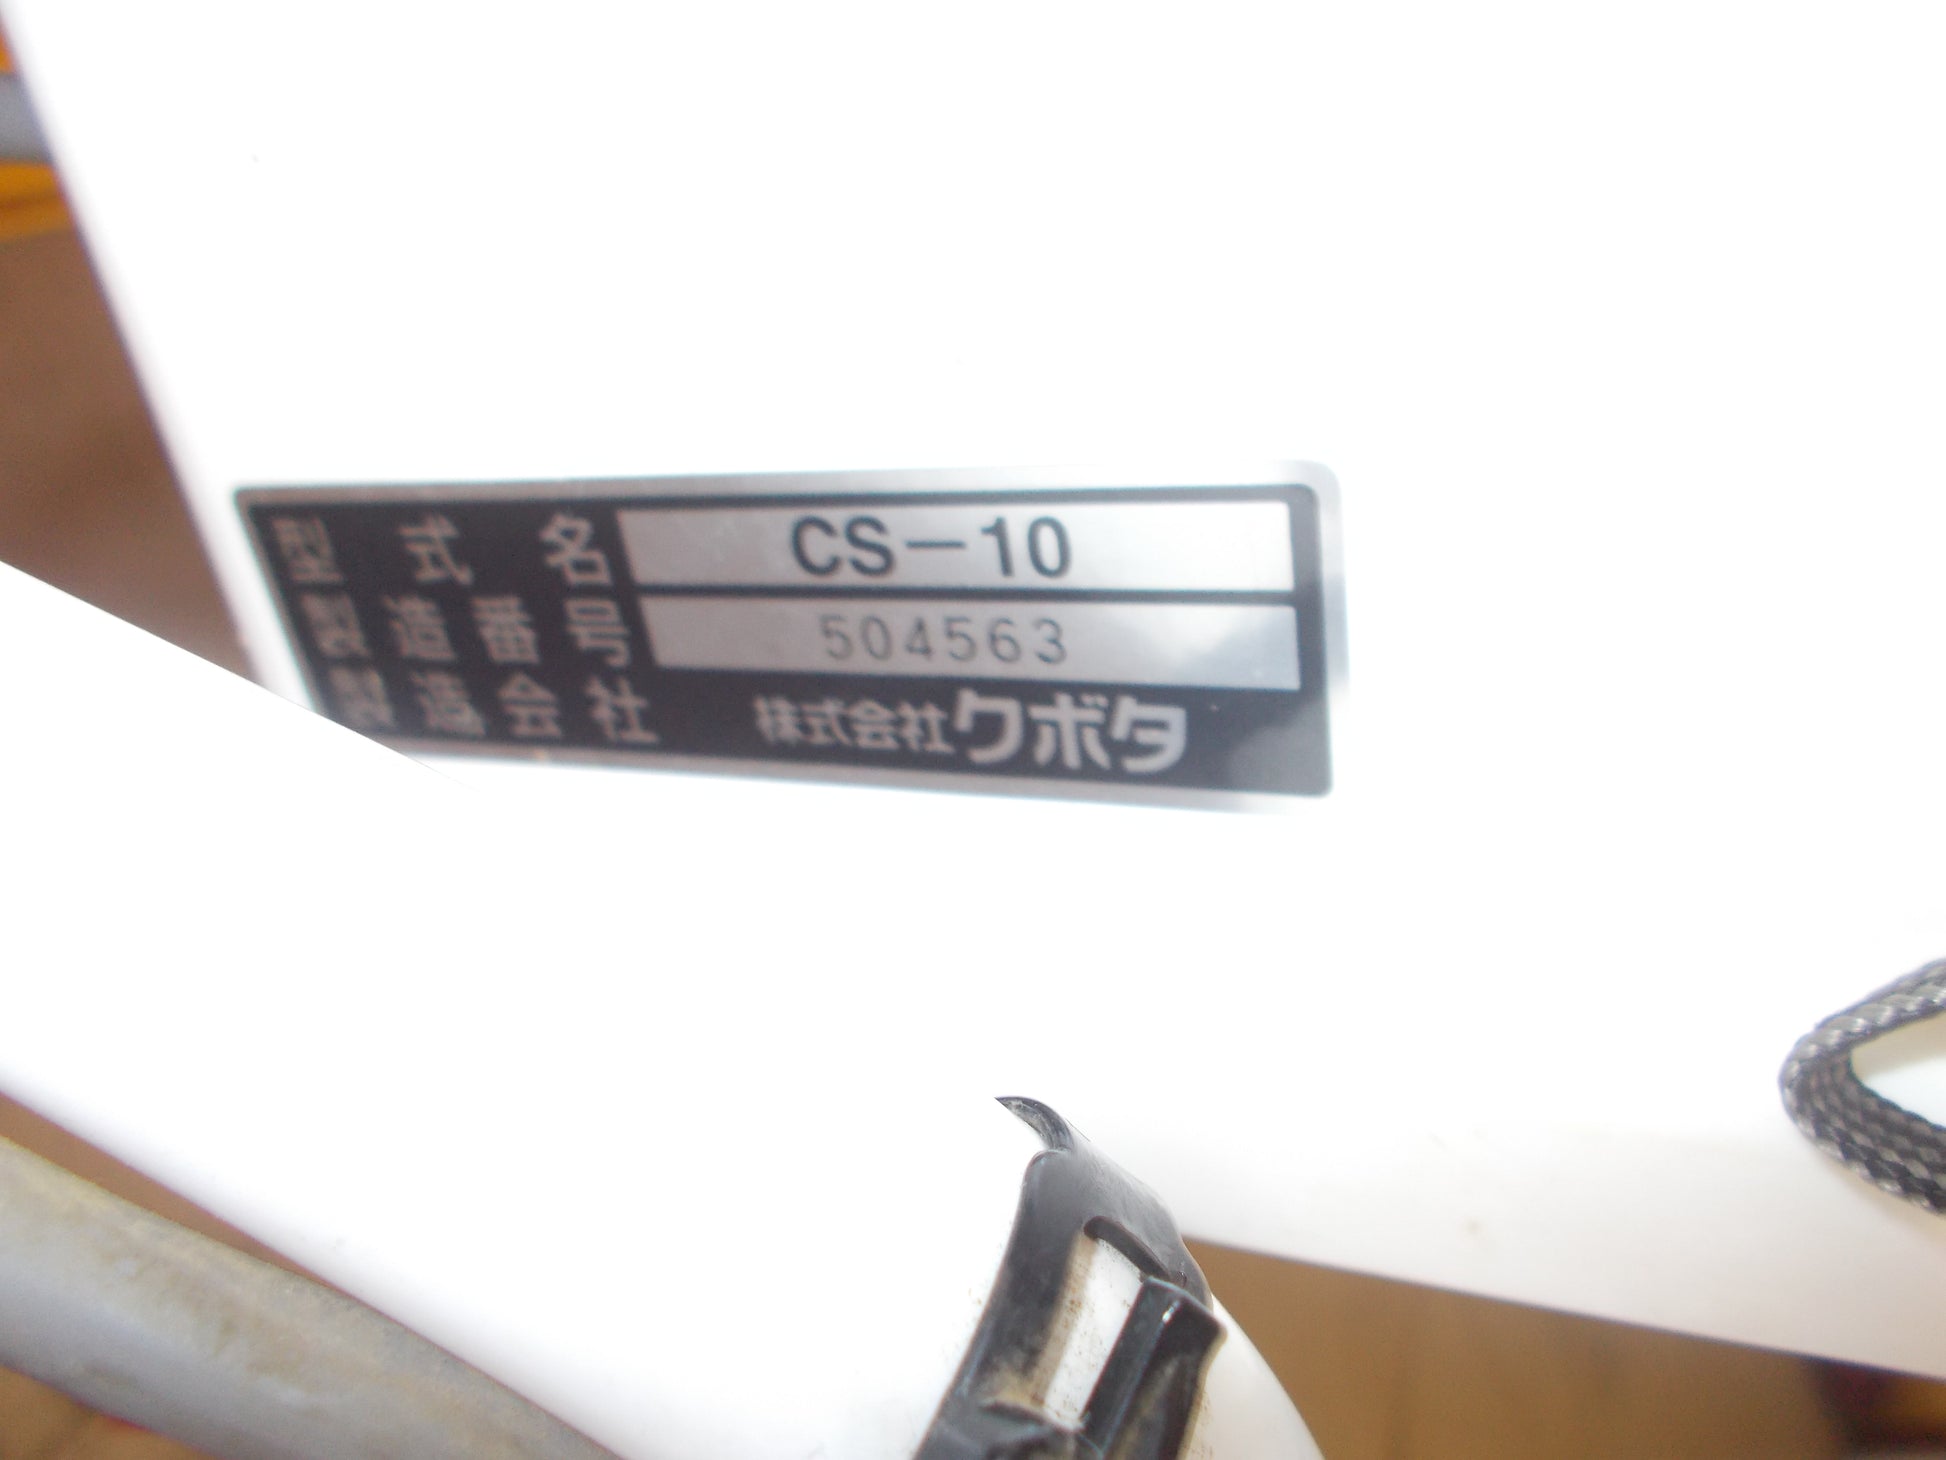 型式名 CS-10
製造番号 504563
製造会社 株式会社クボタ